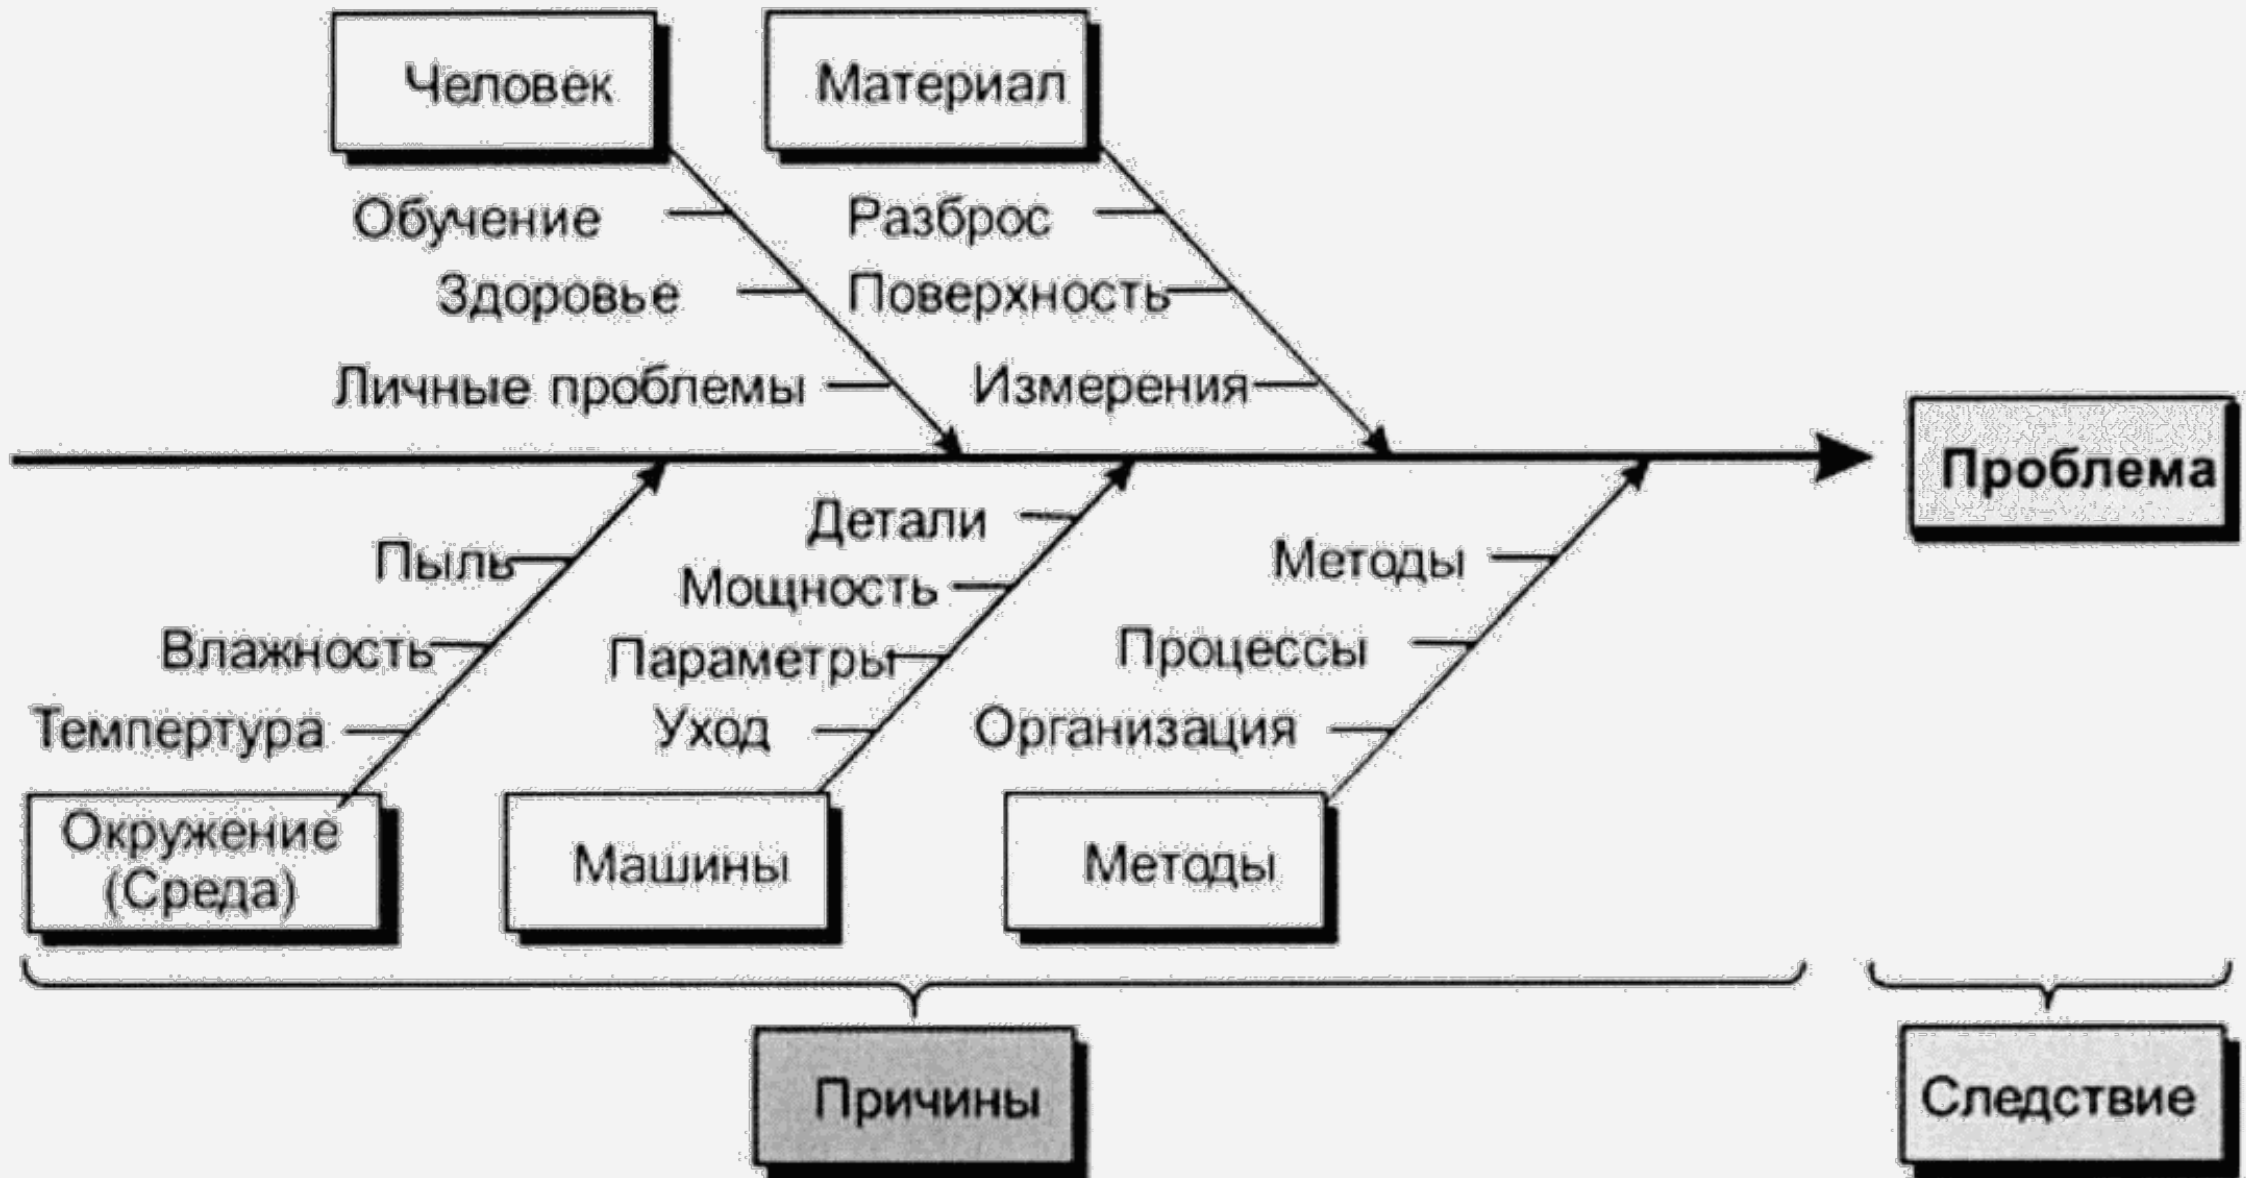 Человек
Материал
Обучение
Разброс
Здоровье
Поверхность
Личные проблемы
Измерения
Проблема
Детали
Пыль
Методы
Мощность
Влажность
Параметры
Процессы
Темпертура
Уход
Организация
Окружение
(Среда)
Машины
Методы
Причины
Следствие